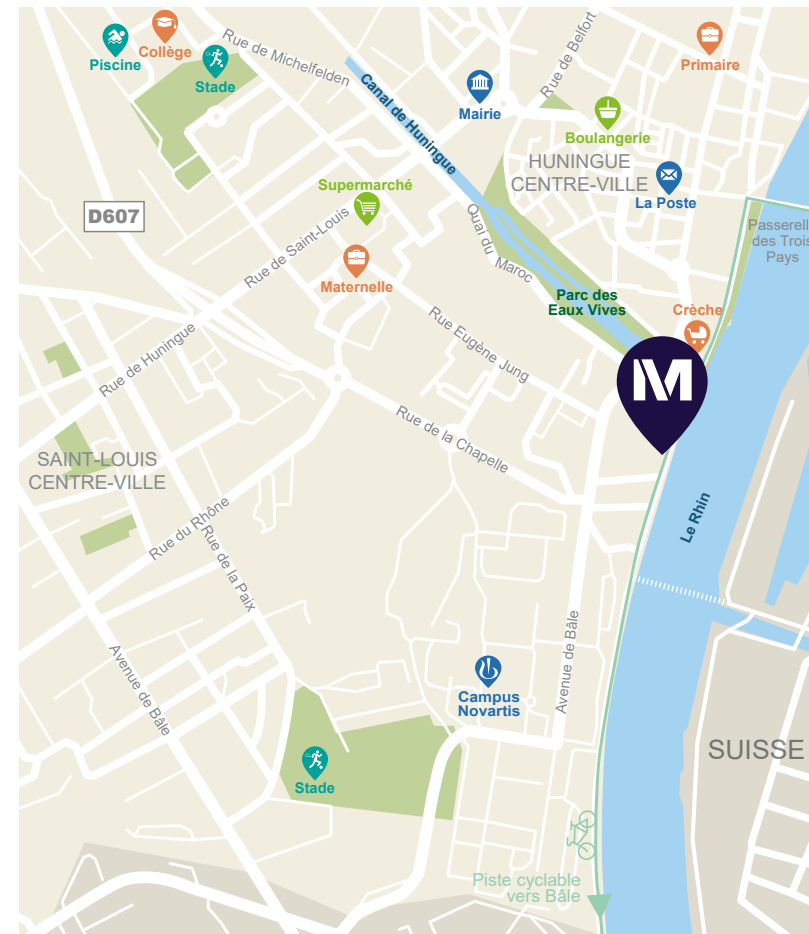 Piscine
Collège
Stade
Rue de Michelfelden
Canal de Huningue
Mairie
Rue de Belfort
Primaire
Boulangerie
HUNINGUE
CENTRE-VILLE
La Poste
D607
Supermarché
Rue de Saint-Louis
Quai du Maroc
Passerelle
des Trois
Pays
Maternelle
Parc des
Eaux Vives
Crèche
Rue Eugène Jung
Rue de Huningue
M
Rue de la Chapelle
SAINT-LOUIS
CENTRE-VILLE
Le Rhin
Rue du Rhône
Rue de la Paix
Avenue de Bâle
Avenue de Bâle
Campus
Novartis
SUISSE
Stade
Piste cyclable
vers Bâle